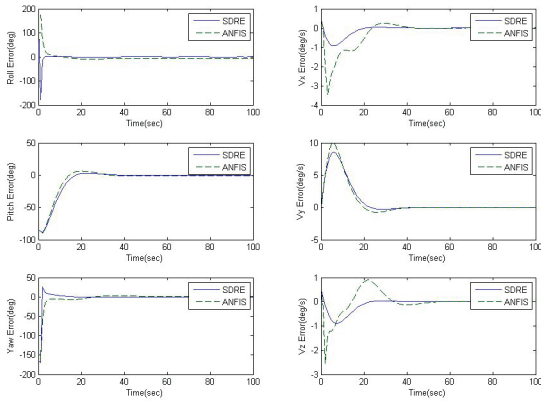 200
100
0
-100
-200
Roll Error(deg)
SDRE
ANFIS
0 20 40 60 80 100
Time(sec)
1
0
-1
-2
-3
-4
Vx Error(deg/s)
SDRE
ANFIS
0 20 40 60 80 100
Time(sec)
50
0
-50
-100
Pitch Error(deg)
SDRE
ANFIS
0 20 40 60 80 100
Time(sec)
10
5
0
-5
Vy Error(deg/s)
SDRE
ANFIS
0 20 40 60 80 100
Time(sec)
50
0
-50
-100
-150
-200
Yaw Error(deg)
SDRE
ANFIS
0 20 40 60 80 100
Time(sec)
1
0
-1
-2
-3
Vz Error(deg/s)
SDRE
ANFIS
0 20 40 60 80 100
Time(sec)